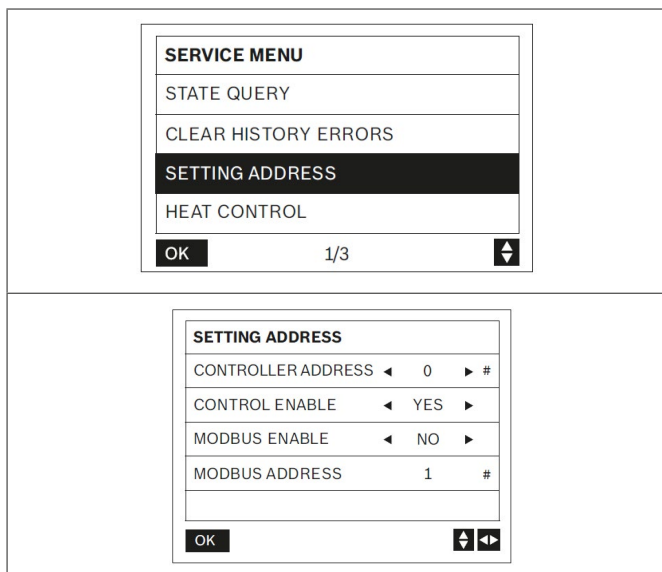 SERVICE MENU
STATE QUERY
CLEAR HISTORY ERRORS
SETTING ADDRESS
HEAT CONTROL
OK 1/3
SETTING ADDRESS
CONTROLLER ADDRESS ◄ 0 ► #
CONTROL ENABLE ◄ YES ►
MODBUS ENABLE ◄ NO ►
MODBUS ADDRESS 1 #
OK